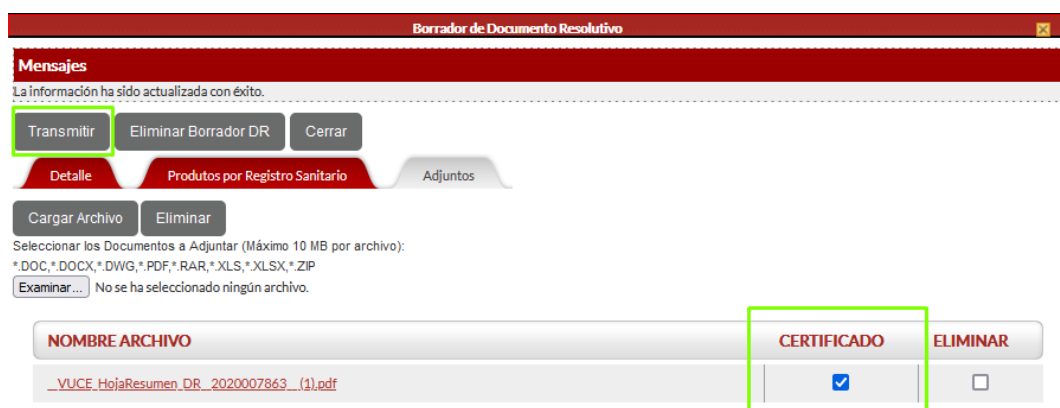 Borrador de Documento Resolutivo
Mensajes
La información ha sido actualizada con éxito.
Transmitir Eliminar Borrador DR Cerrar
Detalle Produtos por Registro Sanitario Adjuntos
Cargar Archivo Eliminar
Seleccionar los Documentos a Adjuntar (Máximo 10 MB por archivo):
*.DOC,*.DOCX,*.DWG,*.PDF,*.RAR,*.XLS,*.XLSX,*.ZIP
Examinar... No se ha seleccionado ningún archivo.
NOMBRE ARCHIVO CERTIFICADO ELIMINAR
__VUCE_HojaResumen_DR__2020007863__(1).pdf